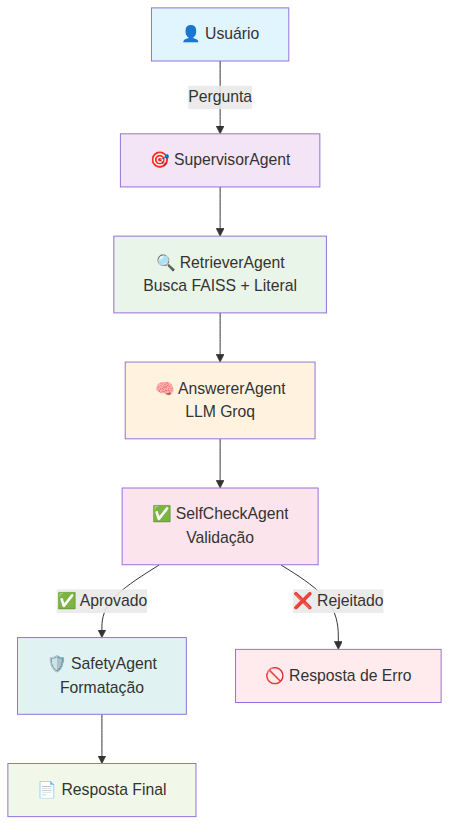 👤 Usuário
Pergunta
🎯 SupervisorAgent
🔍 RetrieverAgent
Busca FAISS + Literal
🧠 AnswererAgent
LLM Groq
✅ SelfCheckAgent
Validação
✅ Aprovado
❌ Rejeitado
🛡️ SafetyAgent
Formatação
🚫 Resposta de Erro
📄 Resposta Final